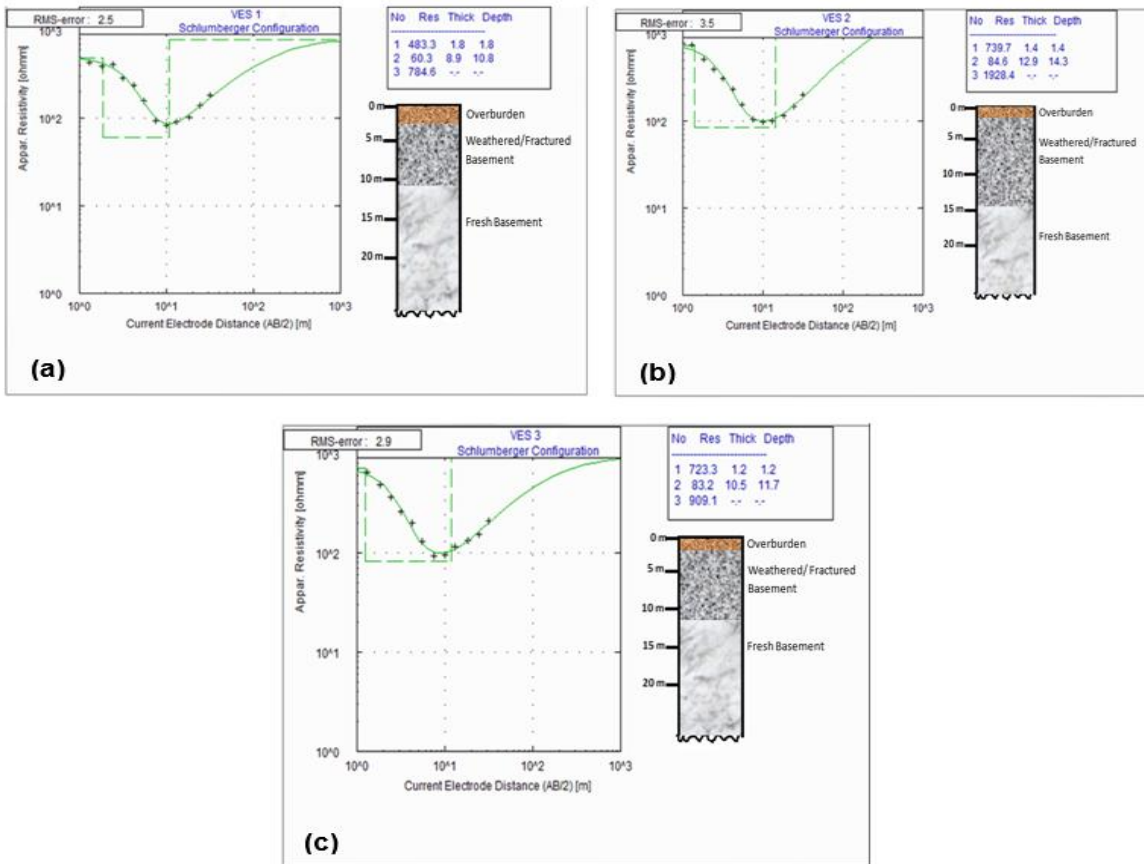 RMS-error : 2.5
VES 1
Schlumberger Configuration
10^3
10^2
10^1
10^0
Appar. Resistivity [ohmm]
10^0 10^1 10^2 10^3
Current Electrode Distance (AB/2) [m]
No Res Thick Depth
1 483.3 1.8 1.8
2 60.3 8.9 10.8
3 784.6 -.- -.-
0 m
5 m
10 m
15 m
20 m
Overburden
Weathered/Fractured
Basement
Fresh Basement
(a)
RMS-error : 3.5
VES 2
Schlumberger Configuration
10^3
10^2
10^1
10^0
Appar. Resistivity [ohmm]
10^0 10^1 10^2 10^3
Current Electrode Distance (AB/2) [m]
No Res Thick Depth
1 739.7 1.4 1.4
2 84.6 12.9 14.3
3 1928.4 -.- -.-
0 m
5 m
10 m
15 m
20 m
Overburden
Weathered/Fractured
Basement
Fresh Basement
(b)
RMS-error : 2.9
VES 3
Schlumberger Configuration
10^3
10^2
10^1
10^0
Appar. Resistivity [ohmm]
10^0 10^1 10^2 10^3
Current Electrode Distance (AB/2) [m]
No Res Thick Depth
1 723.3 1.2 1.2
2 83.2 10.5 11.7
3 909.1 -.- -.-
0 m
5 m
10 m
15 m
20 m
Overburden
Weathered/ Fractured
Basement
Fresh Basement
(c)